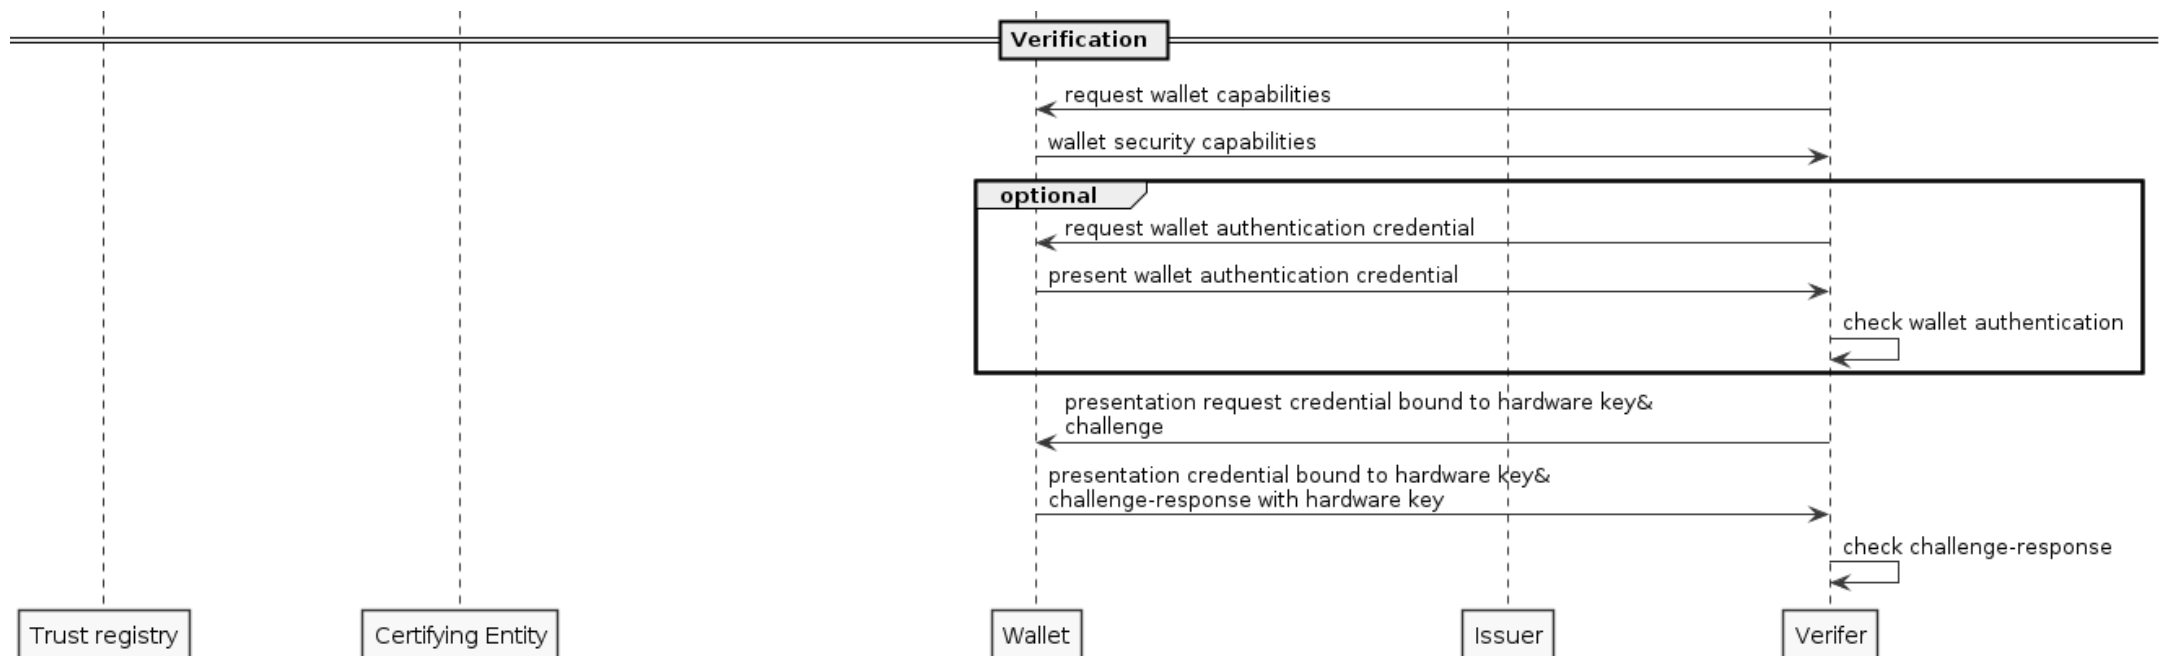 Verification
request wallet capabilities
wallet security capabilities
optional
request wallet authentication credential
present wallet authentication credential
check wallet authentication
presentation request credential bound to hardware key&
challenge
presentation credential bound to hardware key&
challenge-response with hardware key
check challenge-response
Trust registry
Certifying Entity
Wallet
Issuer
Verifer